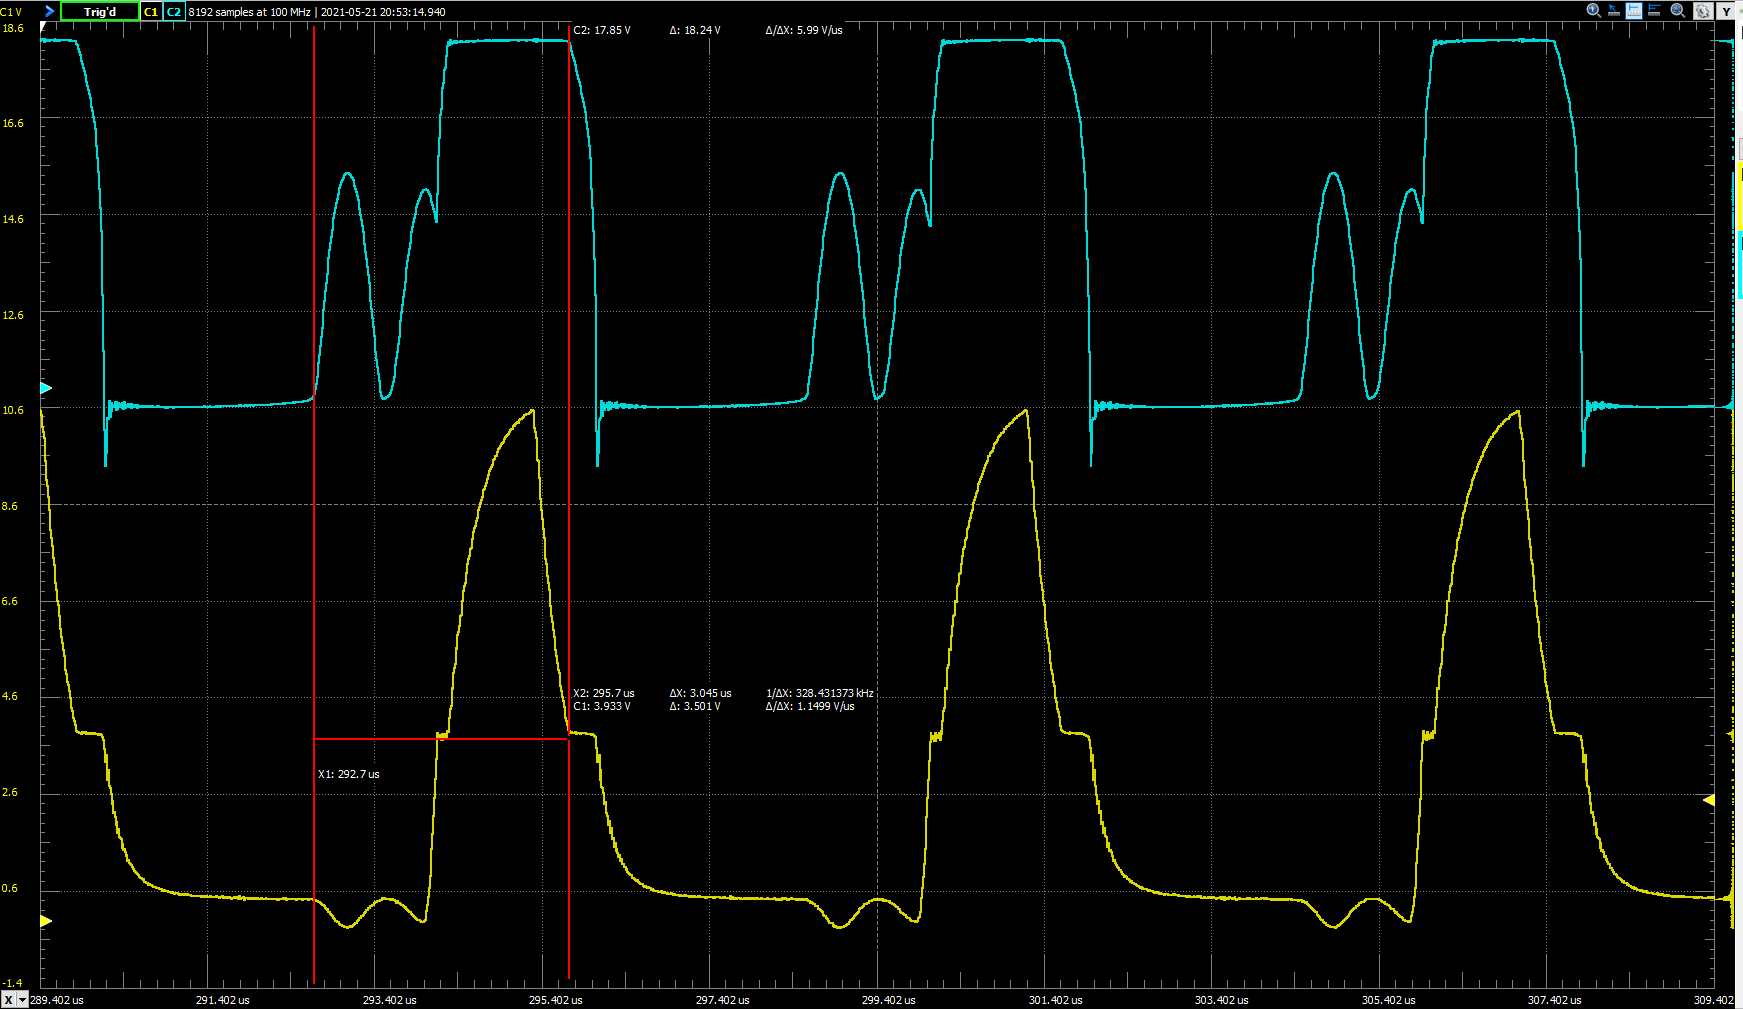 C1 V Trig'd C1 C2 8192 samples at 100 MHz | 2021-05-21 20:53:14.940 Y
18.6 C2: 17.85 V Δ: 18.24 V Δ/ΔX: 5.99 V/us
16.6
14.6
12.6
10.6
8.6
6.6
4.6 X2: 295.7 us ΔX: 3.045 us 1/ΔX: 328.431373 kHz
C1: 3.933 V Δ: 3.501 V Δ/ΔX: 1.1499 V/us
X1: 292.7 us
2.6
0.6
-1.4
X 289.402 us 291.402 us 293.402 us 295.402 us 297.402 us 299.402 us 301.402 us 303.402 us 305.402 us 307.402 us 309.402